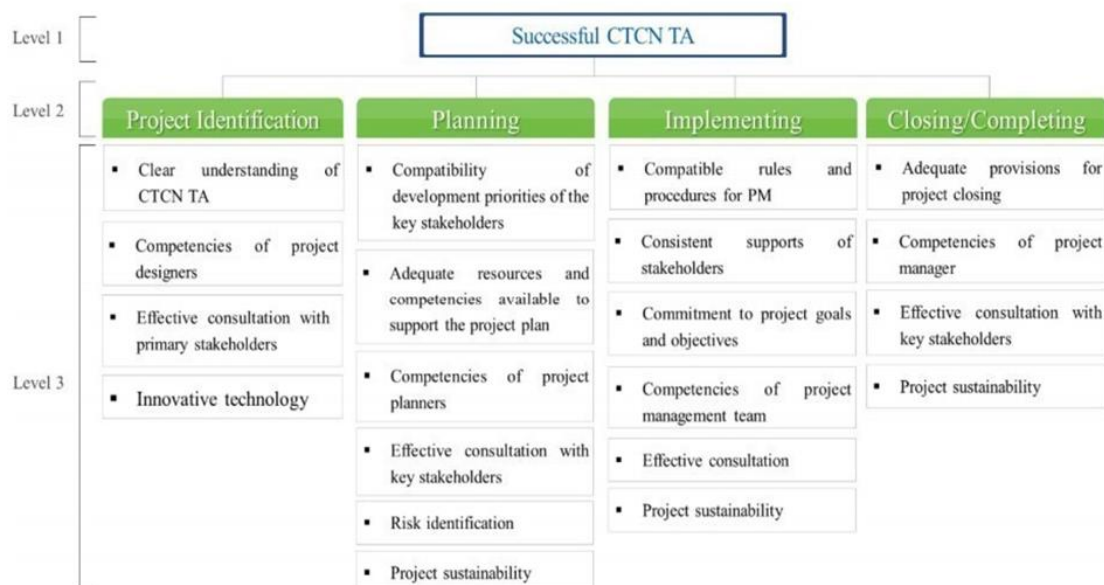 Level 1
Successful CTCN TA
Level 2
Project Identification
Planning
Implementing
Closing/Completing
Level 3
▪ Clear understanding of
CTCN TA
▪ Competencies of project
designers
▪ Effective consultation with
primary stakeholders
▪ Innovative technology
▪ Compatibility of
development priorities of the
key stakeholders
▪ Adequate resources and
competencies available to
support the project plan
▪ Competencies of project
planners
▪ Effective consultation with
key stakeholders
▪ Risk identification
▪ Project sustainability
▪ Compatible rules and
procedures for PM
▪ Consistent supports of
stakeholders
▪ Commitment to project goals
and objectives
▪ Competencies of project
management team
▪ Effective consultation
▪ Project sustainability
▪ Adequate provisions for
project closing
▪ Competencies of project
manager
▪ Effective consultation with
key stakeholders
▪ Project sustainability